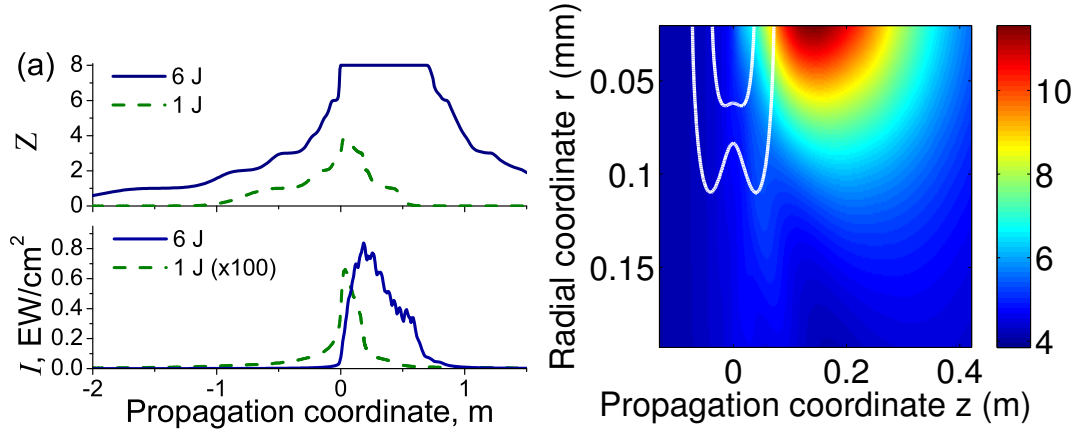 (a)
8
6
4
2
0
Z
6 J
1 J
0.8
0.6
0.4
0.2
0.0
I, EW/cm²
6 J
1 J (x100)
-2
-1
0
1
Propagation coordinate, m
Radial coordinate r (mm)
0.05
0.1
0.15
0
0.2
0.4
Propagation coordinate z (m)
10
8
6
4